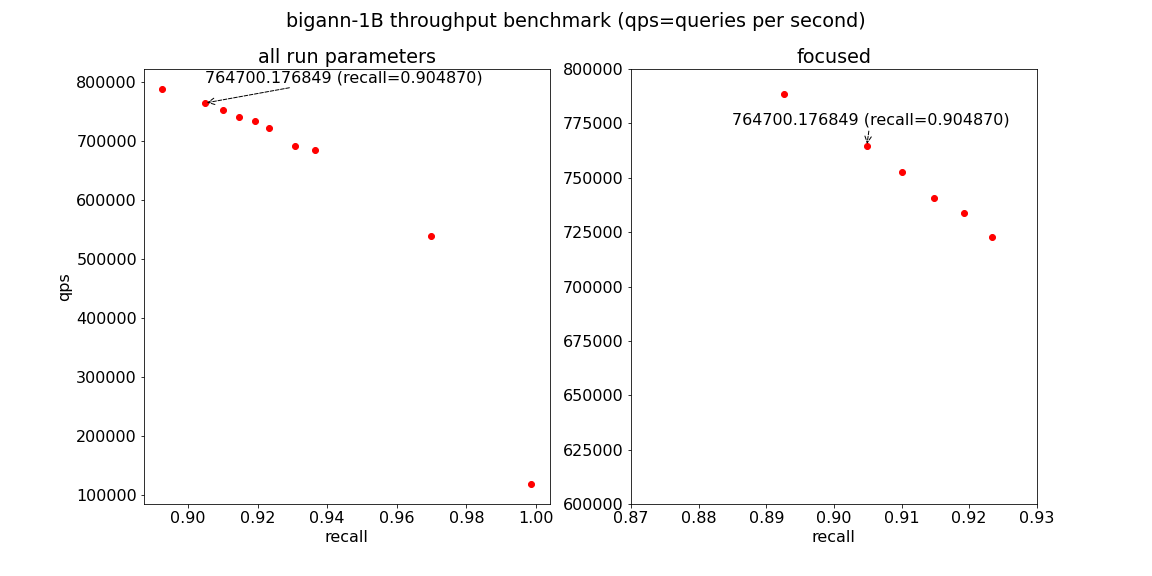 bigann-1B throughput benchmark (qps=queries per second)
all run parameters
764700.176849 (recall=0.904870)
800000
700000
600000
500000
400000
300000
200000
100000
qps
0.90 0.92 0.94 0.96 0.98 1.00
recall
focused
764700.176849 (recall=0.904870)
800000
775000
750000
725000
700000
675000
650000
625000
600000
0.87 0.88 0.89 0.90 0.91 0.92 0.93
recall